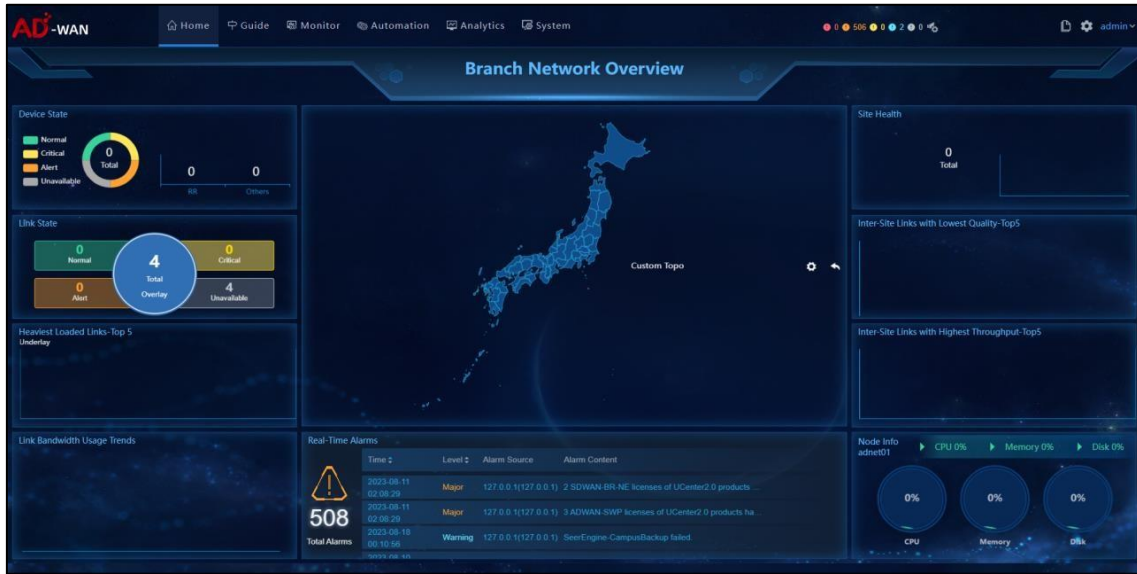 AD-WAN
Home Guide Monitor Automation Analytics System
0 506 0 2 0
admin
Branch Network Overview
Device State
Normal
Critical
Alert
Unavailable
0
Total
0 0
RR Others
Link State
0
Normal
0
Critical
4
Total
Overlay
0
Alert
4
Unavailable
Heaviest Loaded Links-Top 5
Underlay
Link Bandwidth Usage Trends
Custom Topo
Real-Time Alarms
508
Total Alarms
Time Level Alarm Source Alarm Content
2023-08-11
02:08:29
Major 127.0.0.1(127.0.0.1) 2 SDWAN-BR-NE licenses of UCenter2.0 products ...
2023-08-11
02:08:29
Major 127.0.0.1(127.0.0.1) 3 ADWAN-SWP licenses of UCenter2.0 products ha...
2023-08-18
00:10:56
Warning 127.0.0.1(127.0.0.1) SeerEngine-CampusBackup failed.
Site Health
0
Total
Inter-Site Links with Lowest Quality-Top5
Inter-Site Links with Highest Throughput-Top5
Node Info
adnet01
CPU 0% Memory 0% Disk 0%
0% 0% 0%
CPU Memory Disk